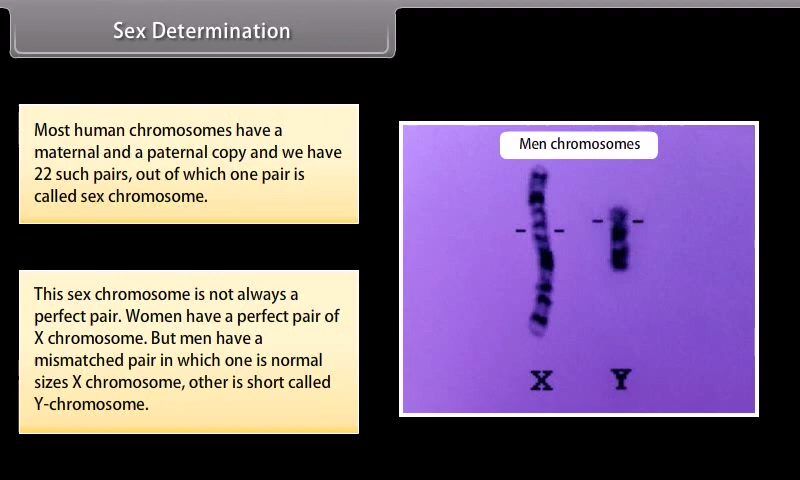 Sex Determination
Most human chromosomes have a
maternal and a paternal copy and we have
22 such pairs, out of which one pair is
called sex chromosome.
This sex chromosome is not always a
perfect pair. Women have a perfect pair of
X chromosome. But men have a
mismatched pair in which one is normal
sizes X chromosome, other is short called
Y-chromosome.
Men chromosomes
X Y